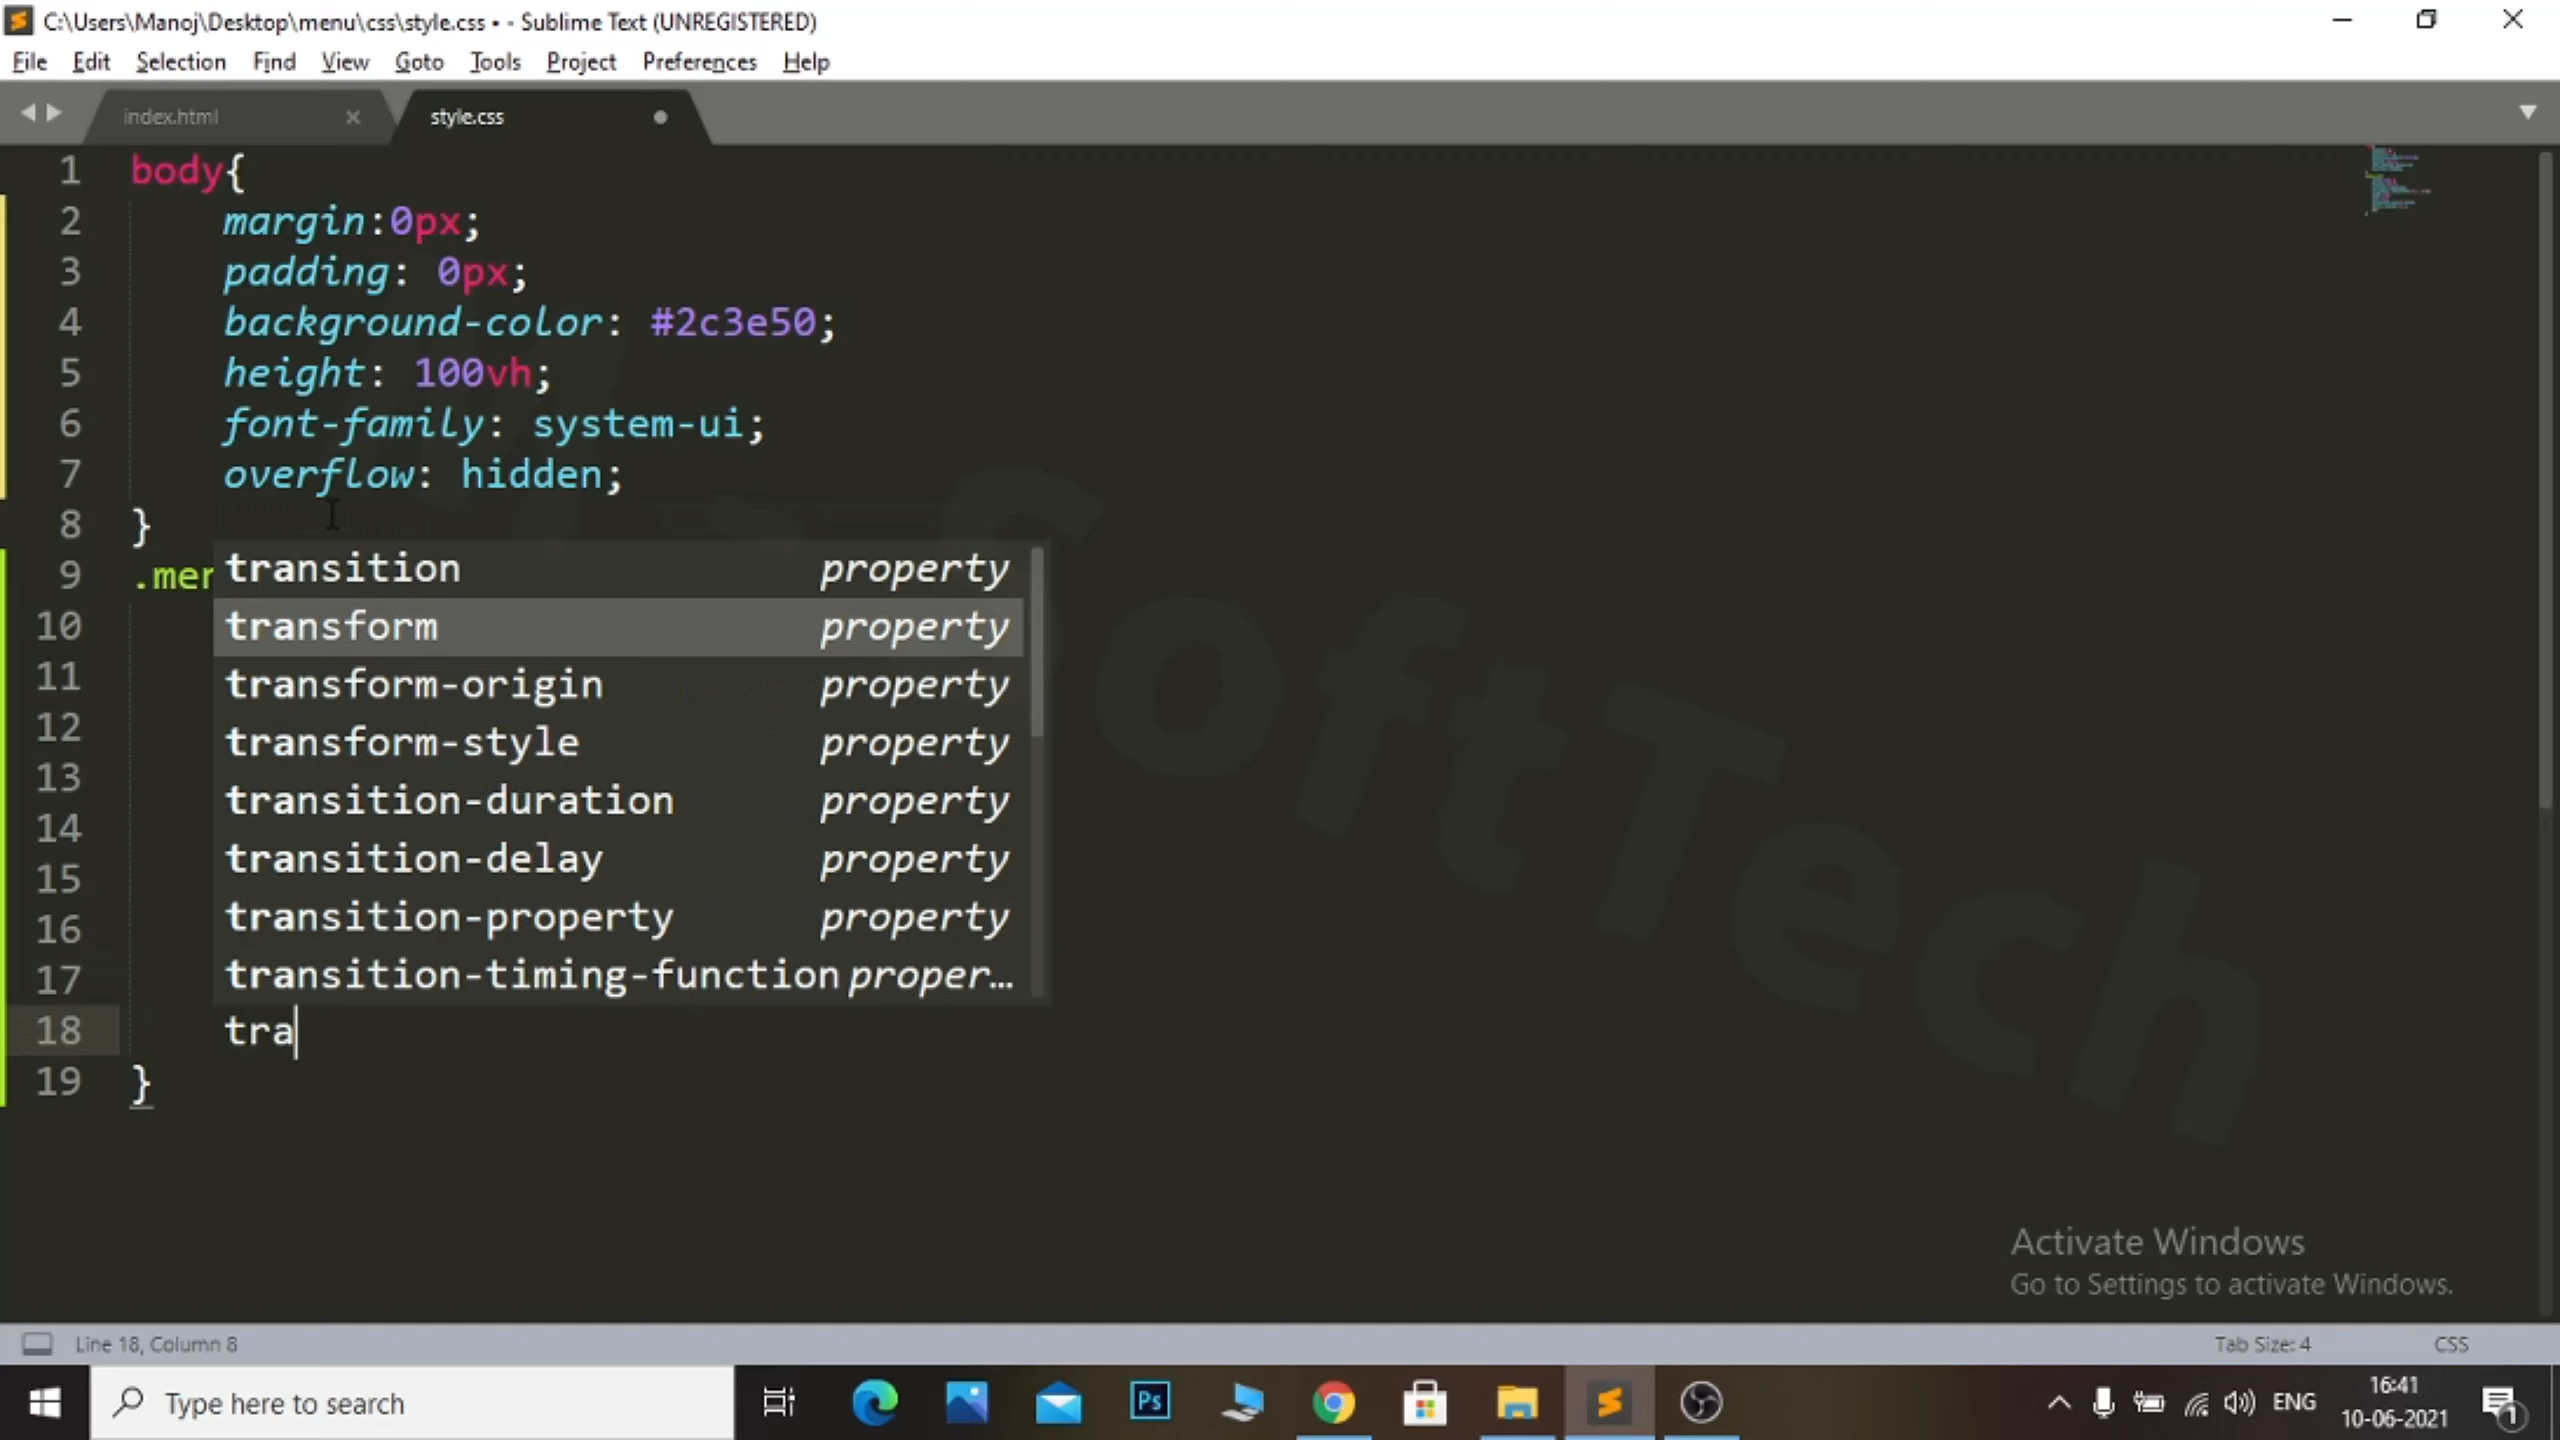 C:\Users\Manoj\Desktop\menu\css\style.css • - Sublime Text (UNREGISTERED)
File Edit Selection Find View Goto Tools Project Preferences Help
index.html
style.css
1 body{
2 margin:0px;
3 padding: 0px;
4 background-color: #2c3e50;
5 height: 100vh;
6 font-family: system-ui;
7 overflow: hidden;
8 }
9 .men
transition property
10
transform property
11
transform-origin property
12
transform-style property
13
transition-duration property
14
transition-delay property
15
transition-property property
16
transition-timing-function proper...
17
18 tra
19 }
SoftTech
Activate Windows
Go to Settings to activate Windows.
Line 18, Column 8
Tab Size: 4
CSS
Type here to search
Ps
ENG
16:41
10-06-2021
1